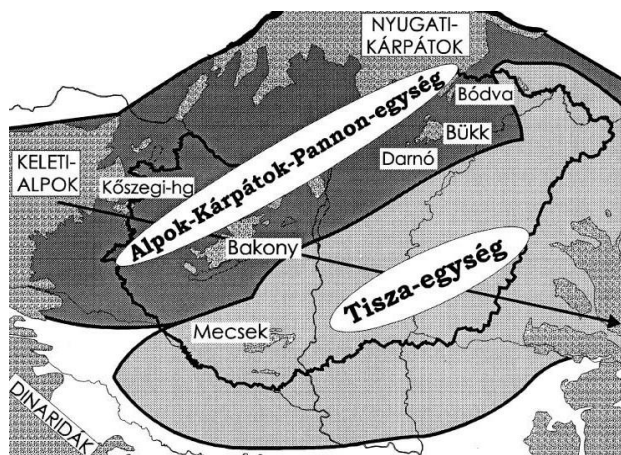 NYUGATI-
KÁRPÁTOK
Bódva
Bükk
Darnó
KELETI-
ALPOK
Kőszegi-hg
Alpok-Kárpátok-Pannon-egység
Bakony
Tisza-egység
Mecsek
DINARIDÁK